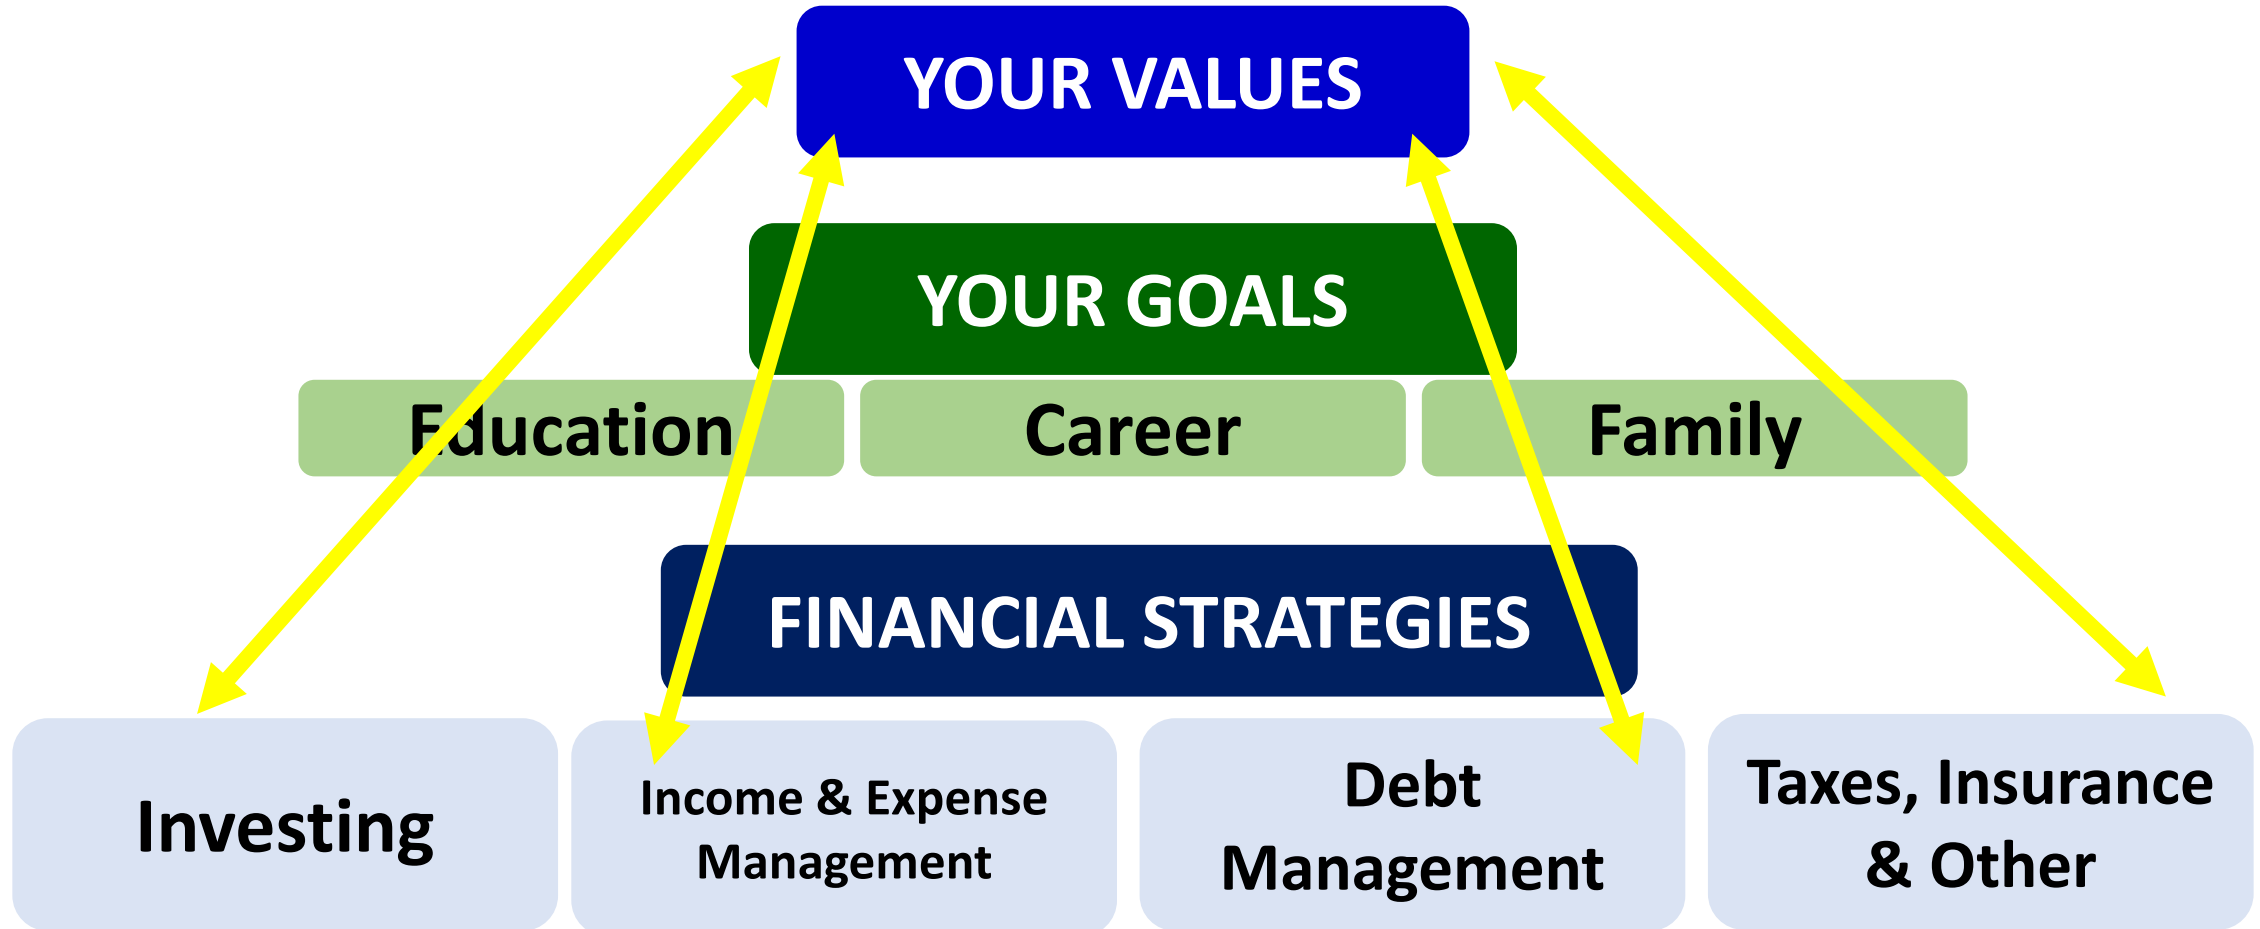 YOUR VALUES
YOUR GOALS
Education
Career
Family
FINANCIAL STRATEGIES
Investing
Income & Expense
Management
Debt
Management
Taxes, Insurance
& Other